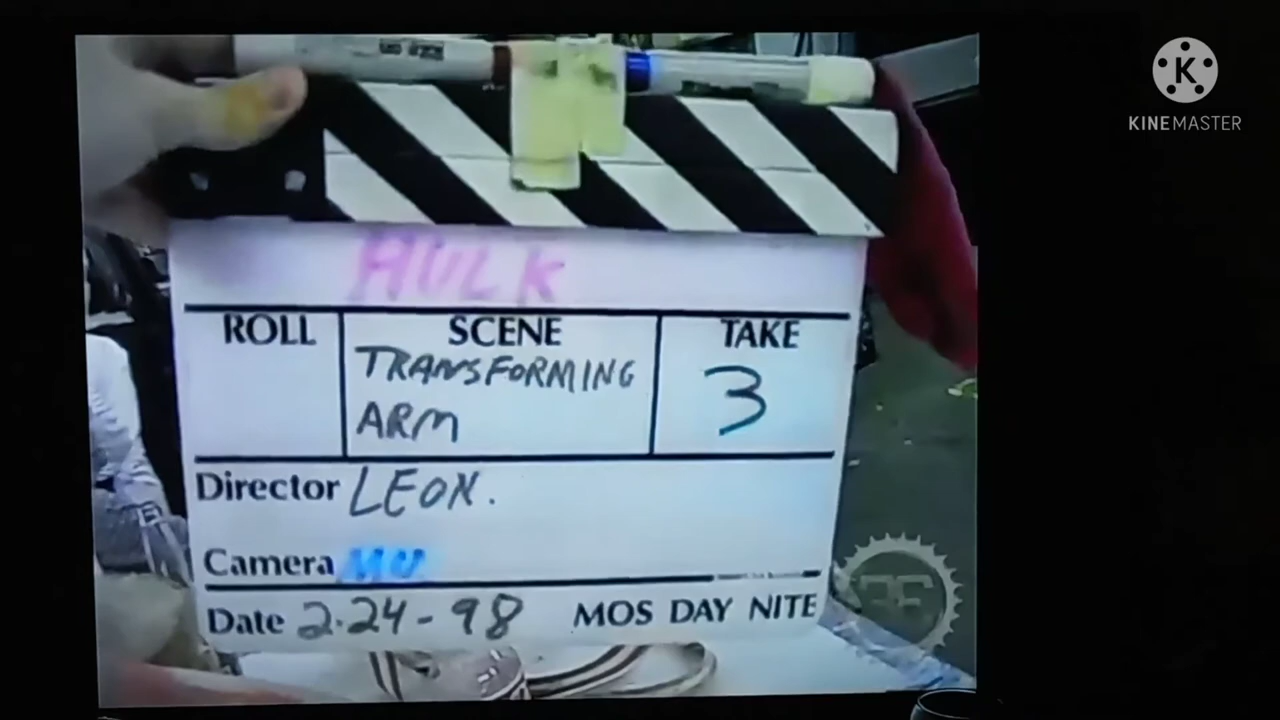 KINEMASTER
HULK
ROLL SCENE TAKE
TRANSFORMING
ARM
3
Director LEON.
Camera
Date 2-24-98 MOS DAY NITE